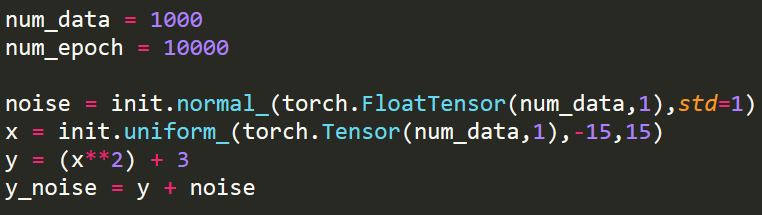 num_data = 1000
num_epoch = 10000
noise = init.normal_(torch.FloatTensor(num_data,1),std=1)
x = init.uniform_(torch.Tensor(num_data,1),-15,15)
y = (x**2) + 3
y_noise = y + noise